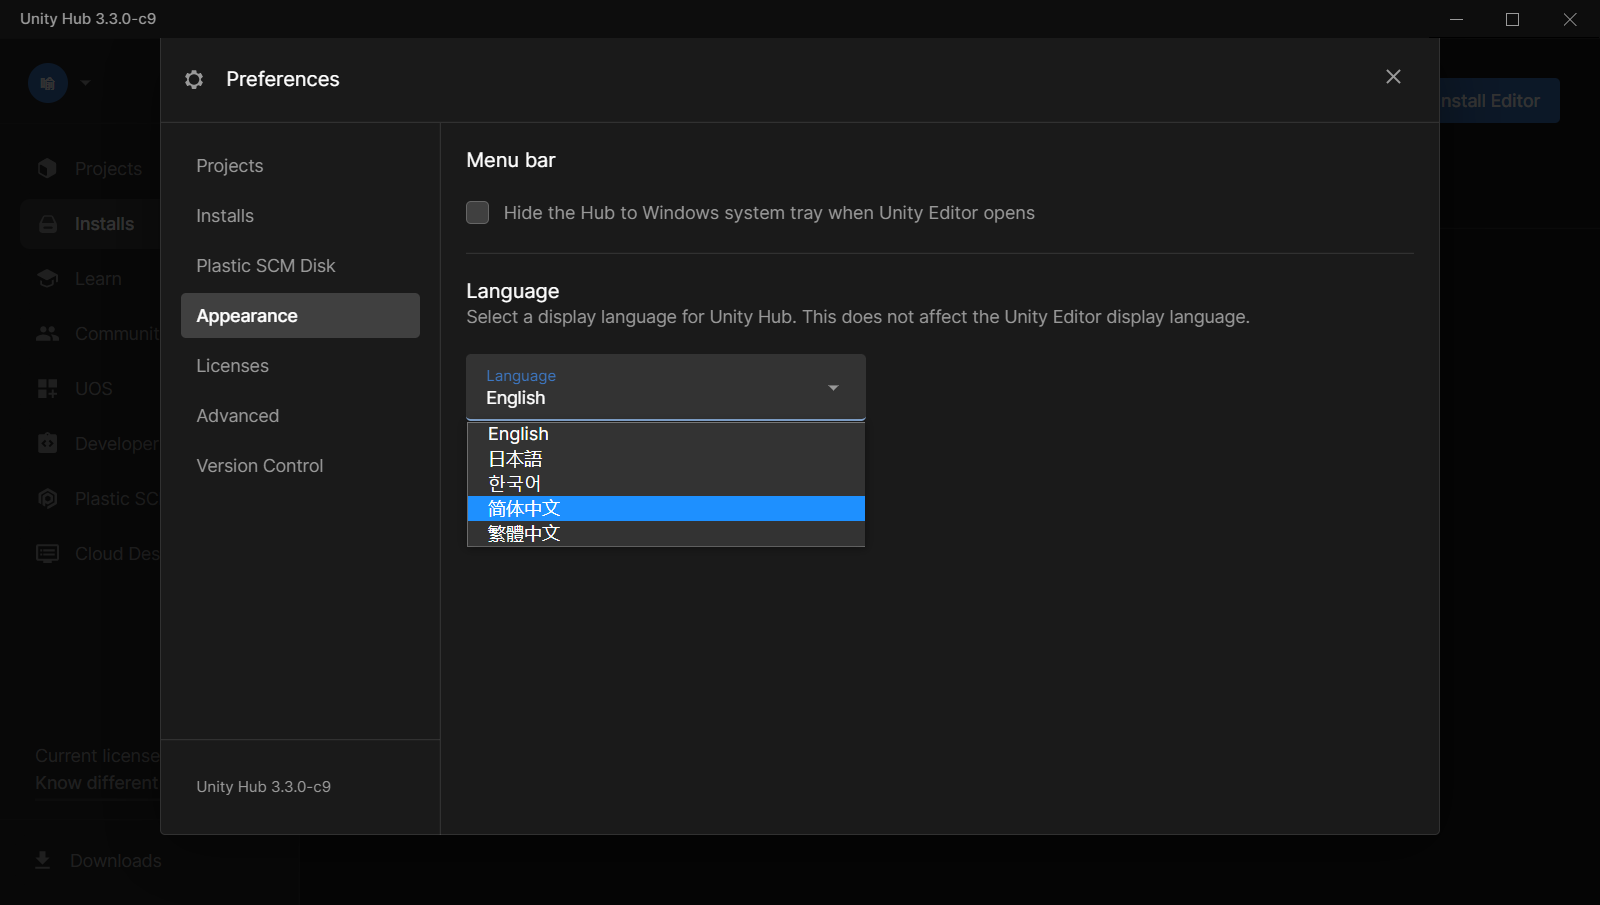 Unity Hub 3.3.0-c9
Preferences
nstall Editor
Projects
Installs
Learn
Communit
UOS
Developer
Plastic SC
Cloud Des
Current license
Know different
Downloads
Projects
Installs
Plastic SCM Disk
Appearance
Licenses
Advanced
Version Control
Unity Hub 3.3.0-c9
Menu bar
Hide the Hub to Windows system tray when Unity Editor opens
Language
Select a display language for Unity Hub. This does not affect the Unity Editor display language.
Language
English
English
日本語
한국어
简体中文
繁體中文